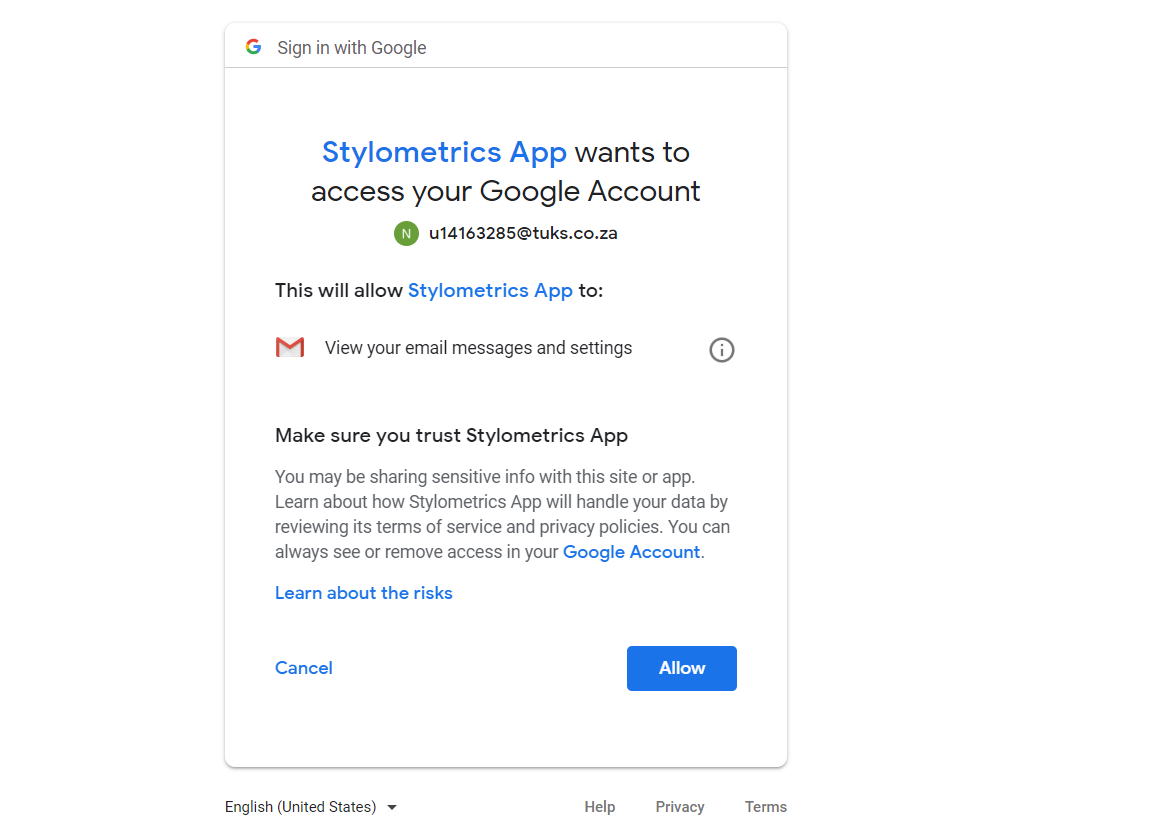 Sign in with Google
Stylometrics App wants to
access your Google Account
N u14163285@tuks.co.za
This will allow Stylometrics App to:
View your email messages and settings
Make sure you trust Stylometrics App
You may be sharing sensitive info with this site or app.
Learn about how Stylometrics App will handle your data by
reviewing its terms of service and privacy policies. You can
always see or remove access in your Google Account.
Learn about the risks
Cancel Allow
English (United States) Help Privacy Terms